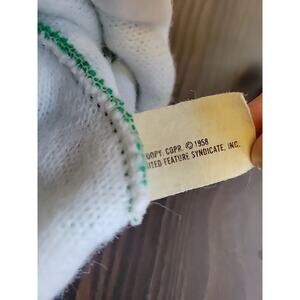 OOPY: COPR. © 1958
ITED FEATURE SYNDICATE, INC.